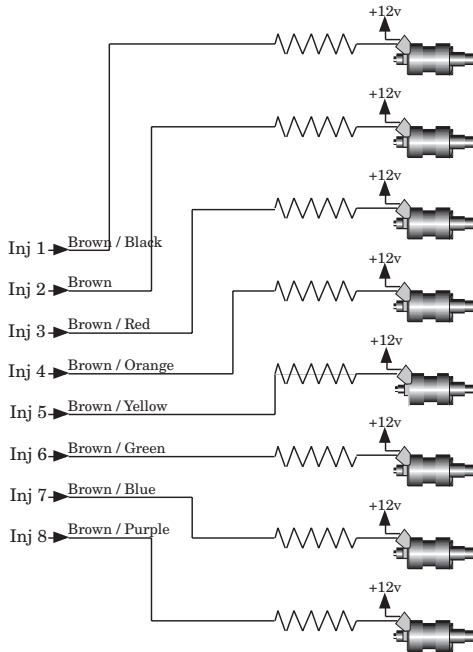 +12v
+12v
+12v
Inj 1 Brown / Black
+12v
Inj 2 Brown
Inj 3 Brown / Red
+12v
Inj 4 Brown / Orange
Inj 5 Brown / Yellow
+12v
Inj 6 Brown / Green
Inj 7 Brown / Blue
+12v
Inj 8 Brown / Purple
+12v